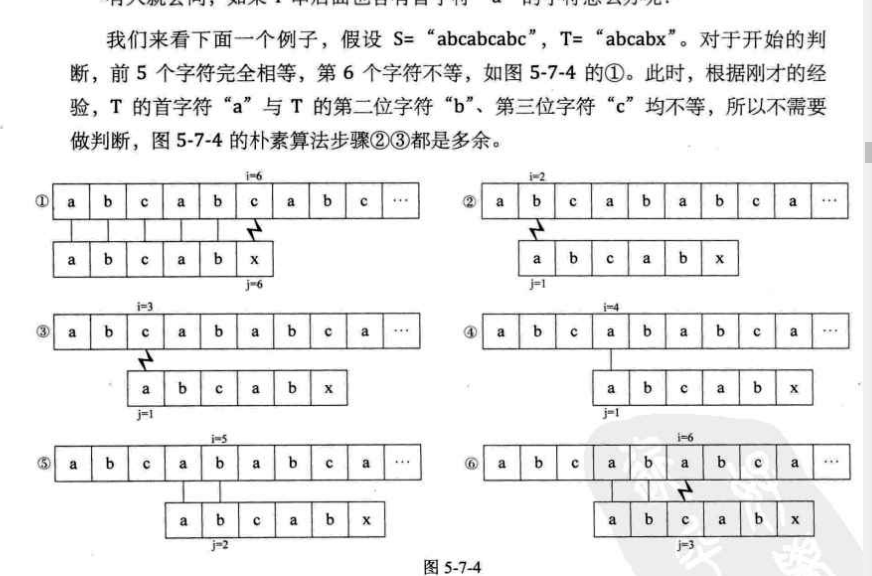 我们来看下面一个例子，假设 S= “abcabcabc”，T= “abcabx”。对于开始的判
断，前 5 个字符完全相等，第 6 个字符不等，如图 5-7-4 的①。此时，根据刚才的经
验，T 的首字符“a”与 T 的第二位字符“b”、第三位字符“c”均不等，所以不需要
做判断，图 5-7-4 的朴素算法步骤②③都是多余。
i=6
① a b c a b c a b c …
a b c a b x
j=6
i=2
② a b c a b a b c a …
a b c a b x
j=1
i=3
③ a b c a b a b c a …
a b c a b x
j=1
i=4
④ a b c a b a b c a …
a b c a b x
j=1
i=5
⑤ a b c a b a b c a …
a b c a b x
j=2
i=6
⑥ a b c a b a b c a …
a b c a b x
j=3
图 5-7-4